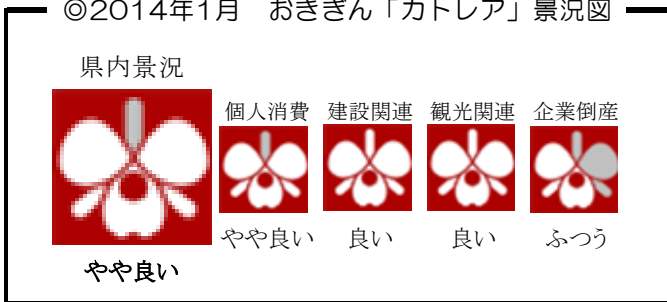 ◎2014年1月　おきぎん「カトレア」景況図
県内景況
個人消費　建設関連　観光関連　企業倒産
やや良い　良い　良い　ふつう
やや良い